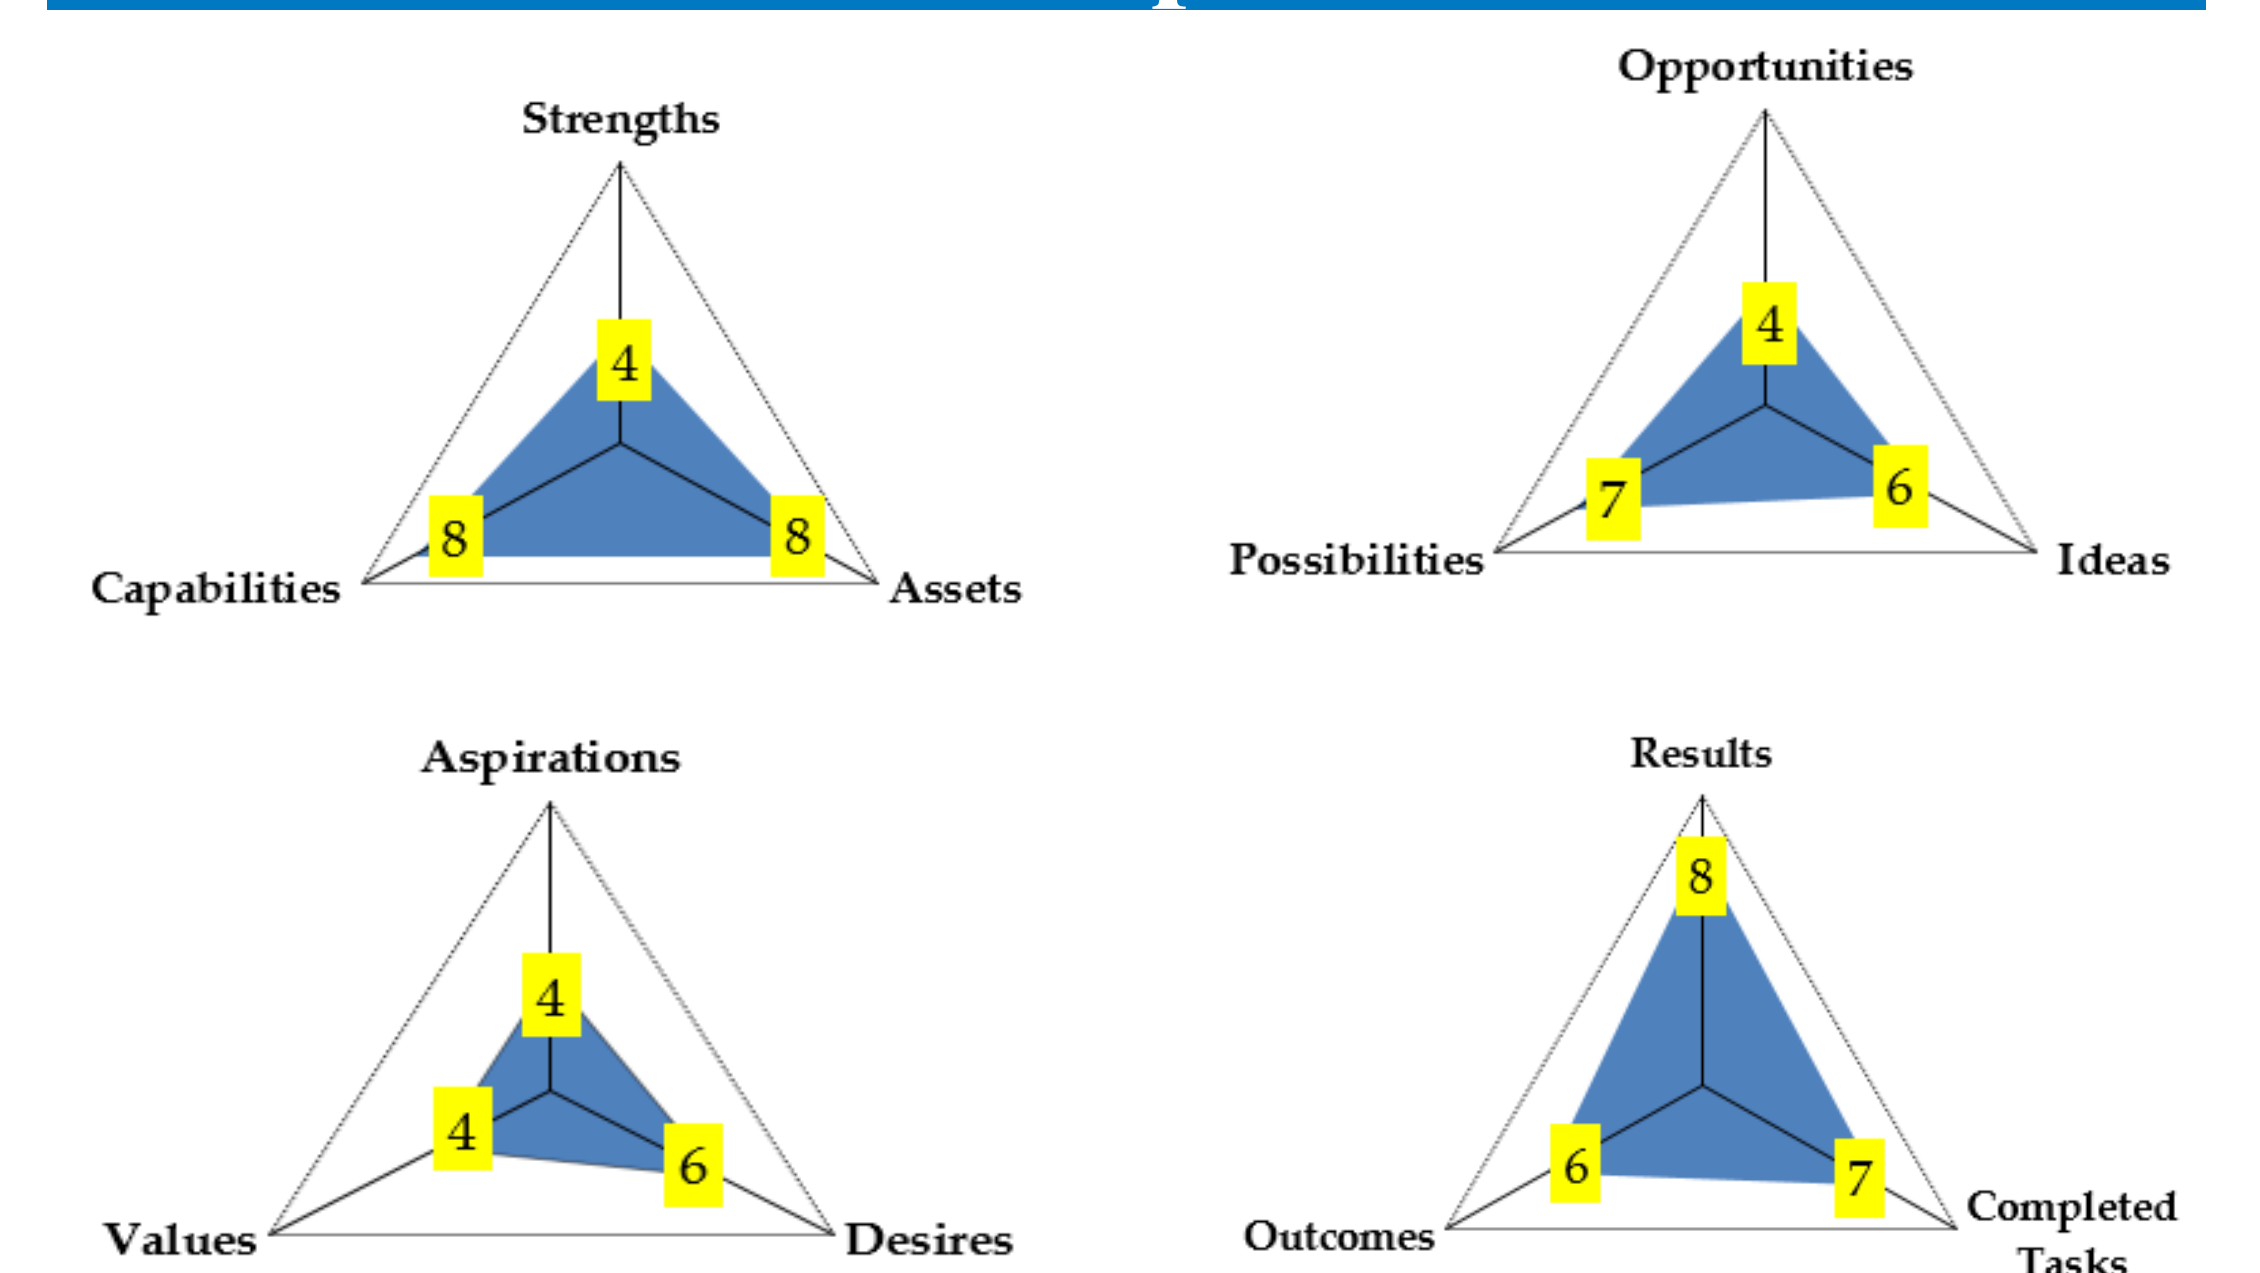 Strengths
4
8
8
Capabilities
Assets
Opportunities
4
7
6
Possibilities
Ideas
Aspirations
4
4
6
Values
Desires
Results
8
6
7
Outcomes
Completed
Tasks